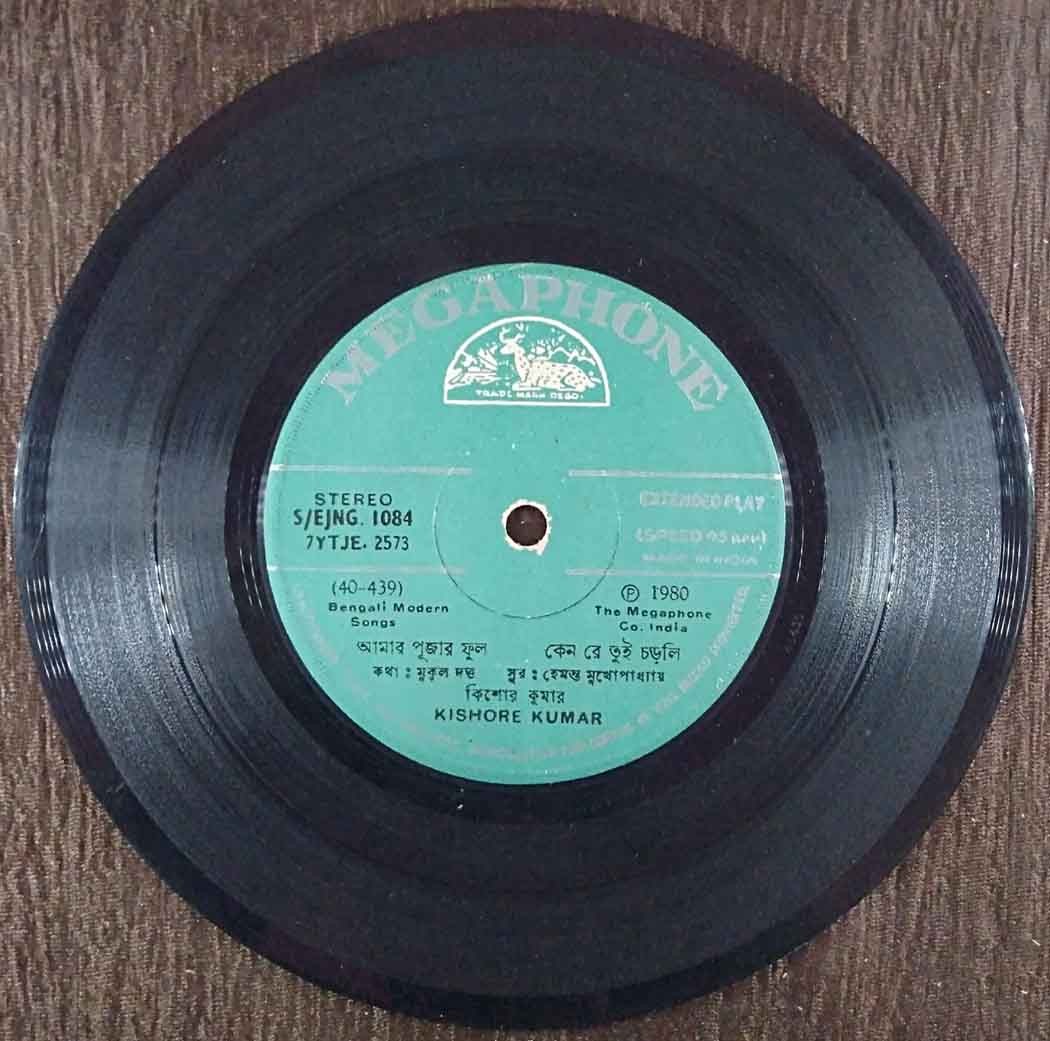 MEGAPHONE
TRADE MARK REGD.
STEREO
S/EJNG. 1084
7YTJE. 2573
EXTENDED PLAY
(SPEED 45 RPM)
MADE IN INDIA
(40-439)
Bengali Modern
Songs
℗ 1980
The Megaphone
Co. India
আমার পূজার ফুল কেন রে তুই চড়লি
কথা : মুকুল দত্ত সুর : হেমন্ত মুখোপাধ্যায়
কিশোর কুমার
KISHORE KUMAR